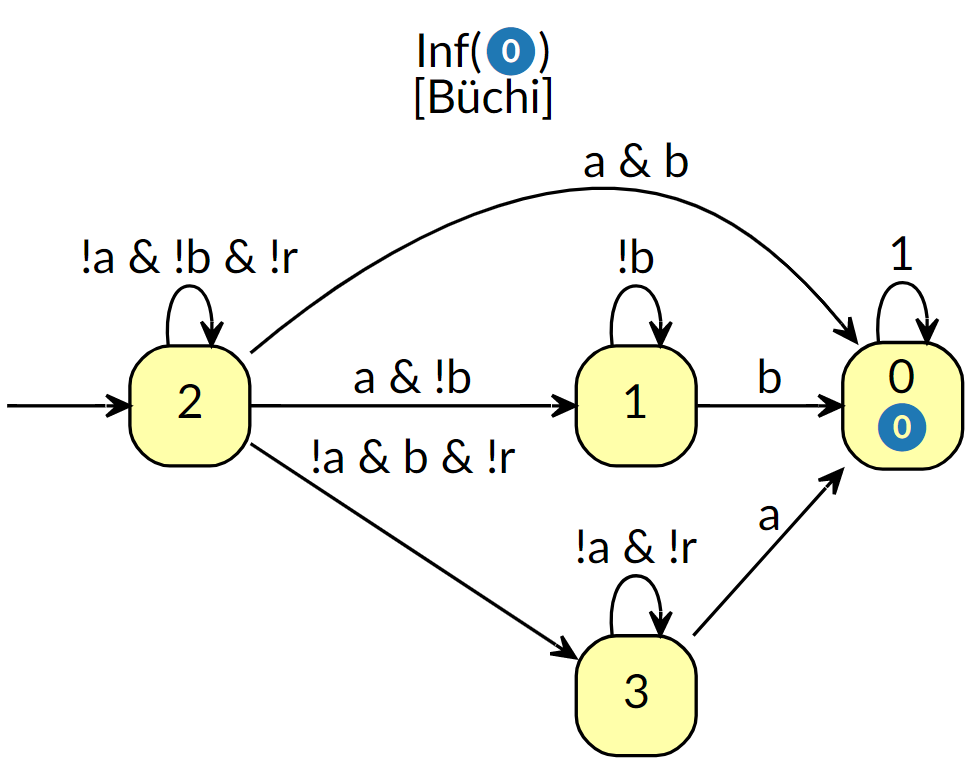 Inf(0)
[Büchi]
a & b
!a & !b & !r
!b
1
2
a & !b
1
b
0
0
!a & b & !r
!a & !r
a
3